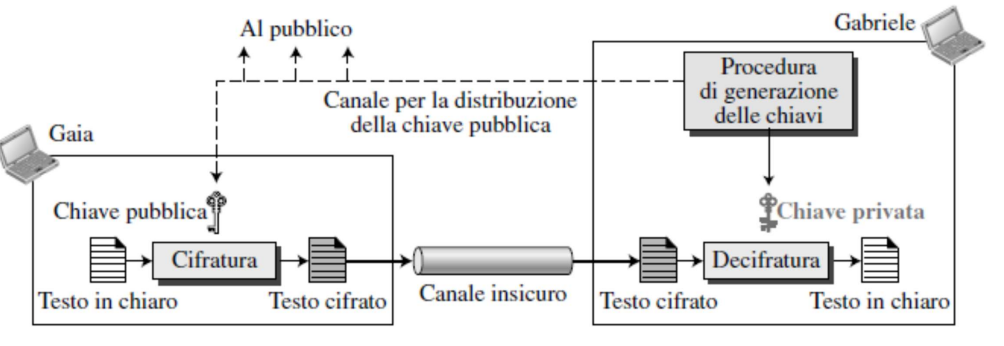 Al pubblico
Gabriele
Procedura
di generazione
delle chiavi
Canale per la distribuzione
della chiave pubblica
Gaia
Chiave pubblica
Chiave privata
Cifratura
Decifratura
Testo in chiaro
Testo cifrato
Canale insicuro
Testo cifrato
Testo in chiaro